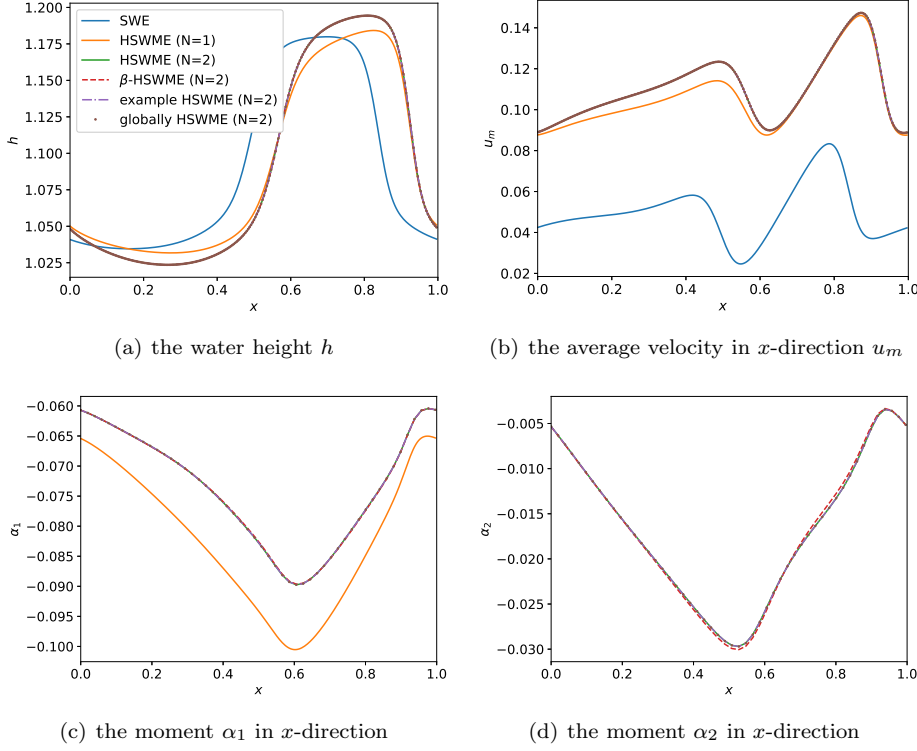 1.200
1.175
1.150
1.125
1.100
1.075
1.050
1.025
h
SWE
HSWME (N=1)
HSWME (N=2)
β-HSWME (N=2)
example HSWME (N=2)
globally HSWME (N=2)
0.0 0.2 0.4 0.6 0.8 1.0
x
(a) the water height h
0.14
0.12
0.10
0.08
0.06
0.04
0.02
u_m
0.0 0.2 0.4 0.6 0.8 1.0
x
(b) the average velocity in x-direction u_m
−0.060
−0.065
−0.070
−0.075
−0.080
−0.085
−0.090
−0.095
−0.100
α₁
0.0 0.2 0.4 0.6 0.8 1.0
x
(c) the moment α₁ in x-direction
−0.005
−0.010
−0.015
−0.020
−0.025
−0.030
α₂
0.0 0.2 0.4 0.6 0.8 1.0
x
(d) the moment α₂ in x-direction